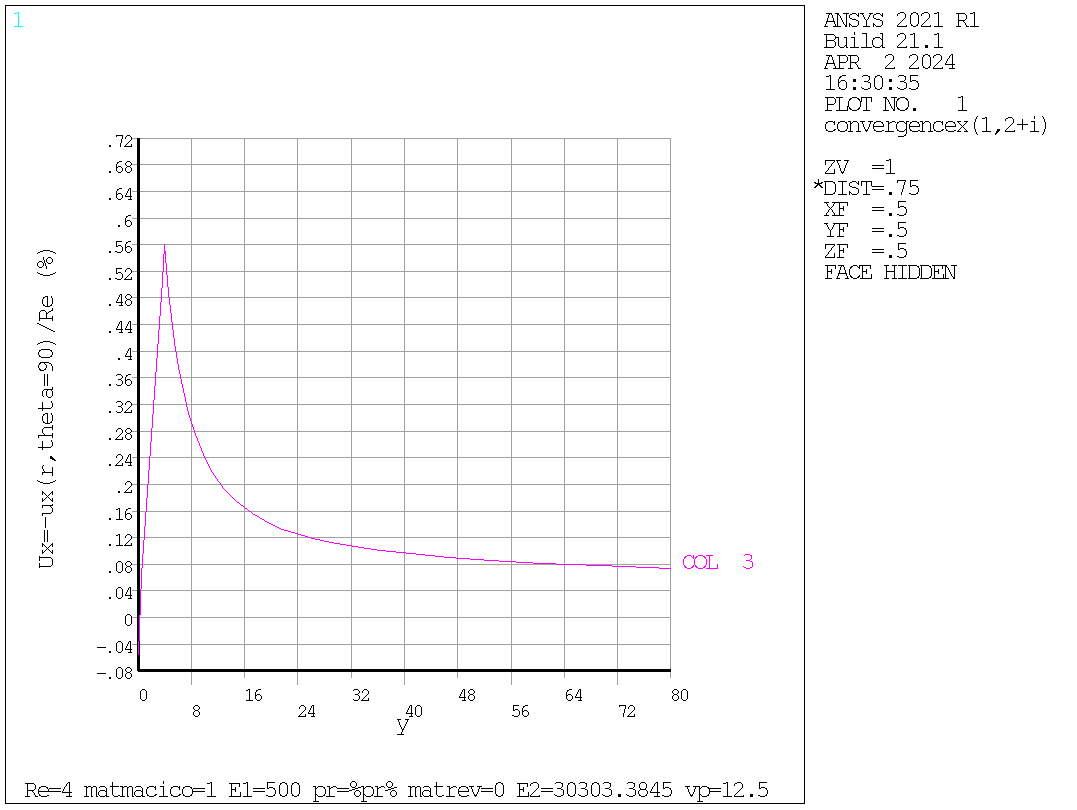 1
ANSYS 2021 R1
Build 21.1
APR  2 2024
16:30:35
PLOT NO.   1
convergencex(1,2+i)
ZV  =1
*DIST=.75
XF  =.5
YF  =.5
ZF  =.5
FACE HIDDEN
Ux=-ux(r,theta=90)/Re (%)
.72
.68
.64
.6
.56
.52
.48
.44
.4
.36
.32
.28
.24
.2
.16
.12
.08
.04
0
-.04
-.08
COL  3
0
8
16
24
32
40
48
56
64
72
80
y
Re=4 matmacico=1 E1=500 pr=%pr% matrev=0 E2=30303.3845 vp=12.5